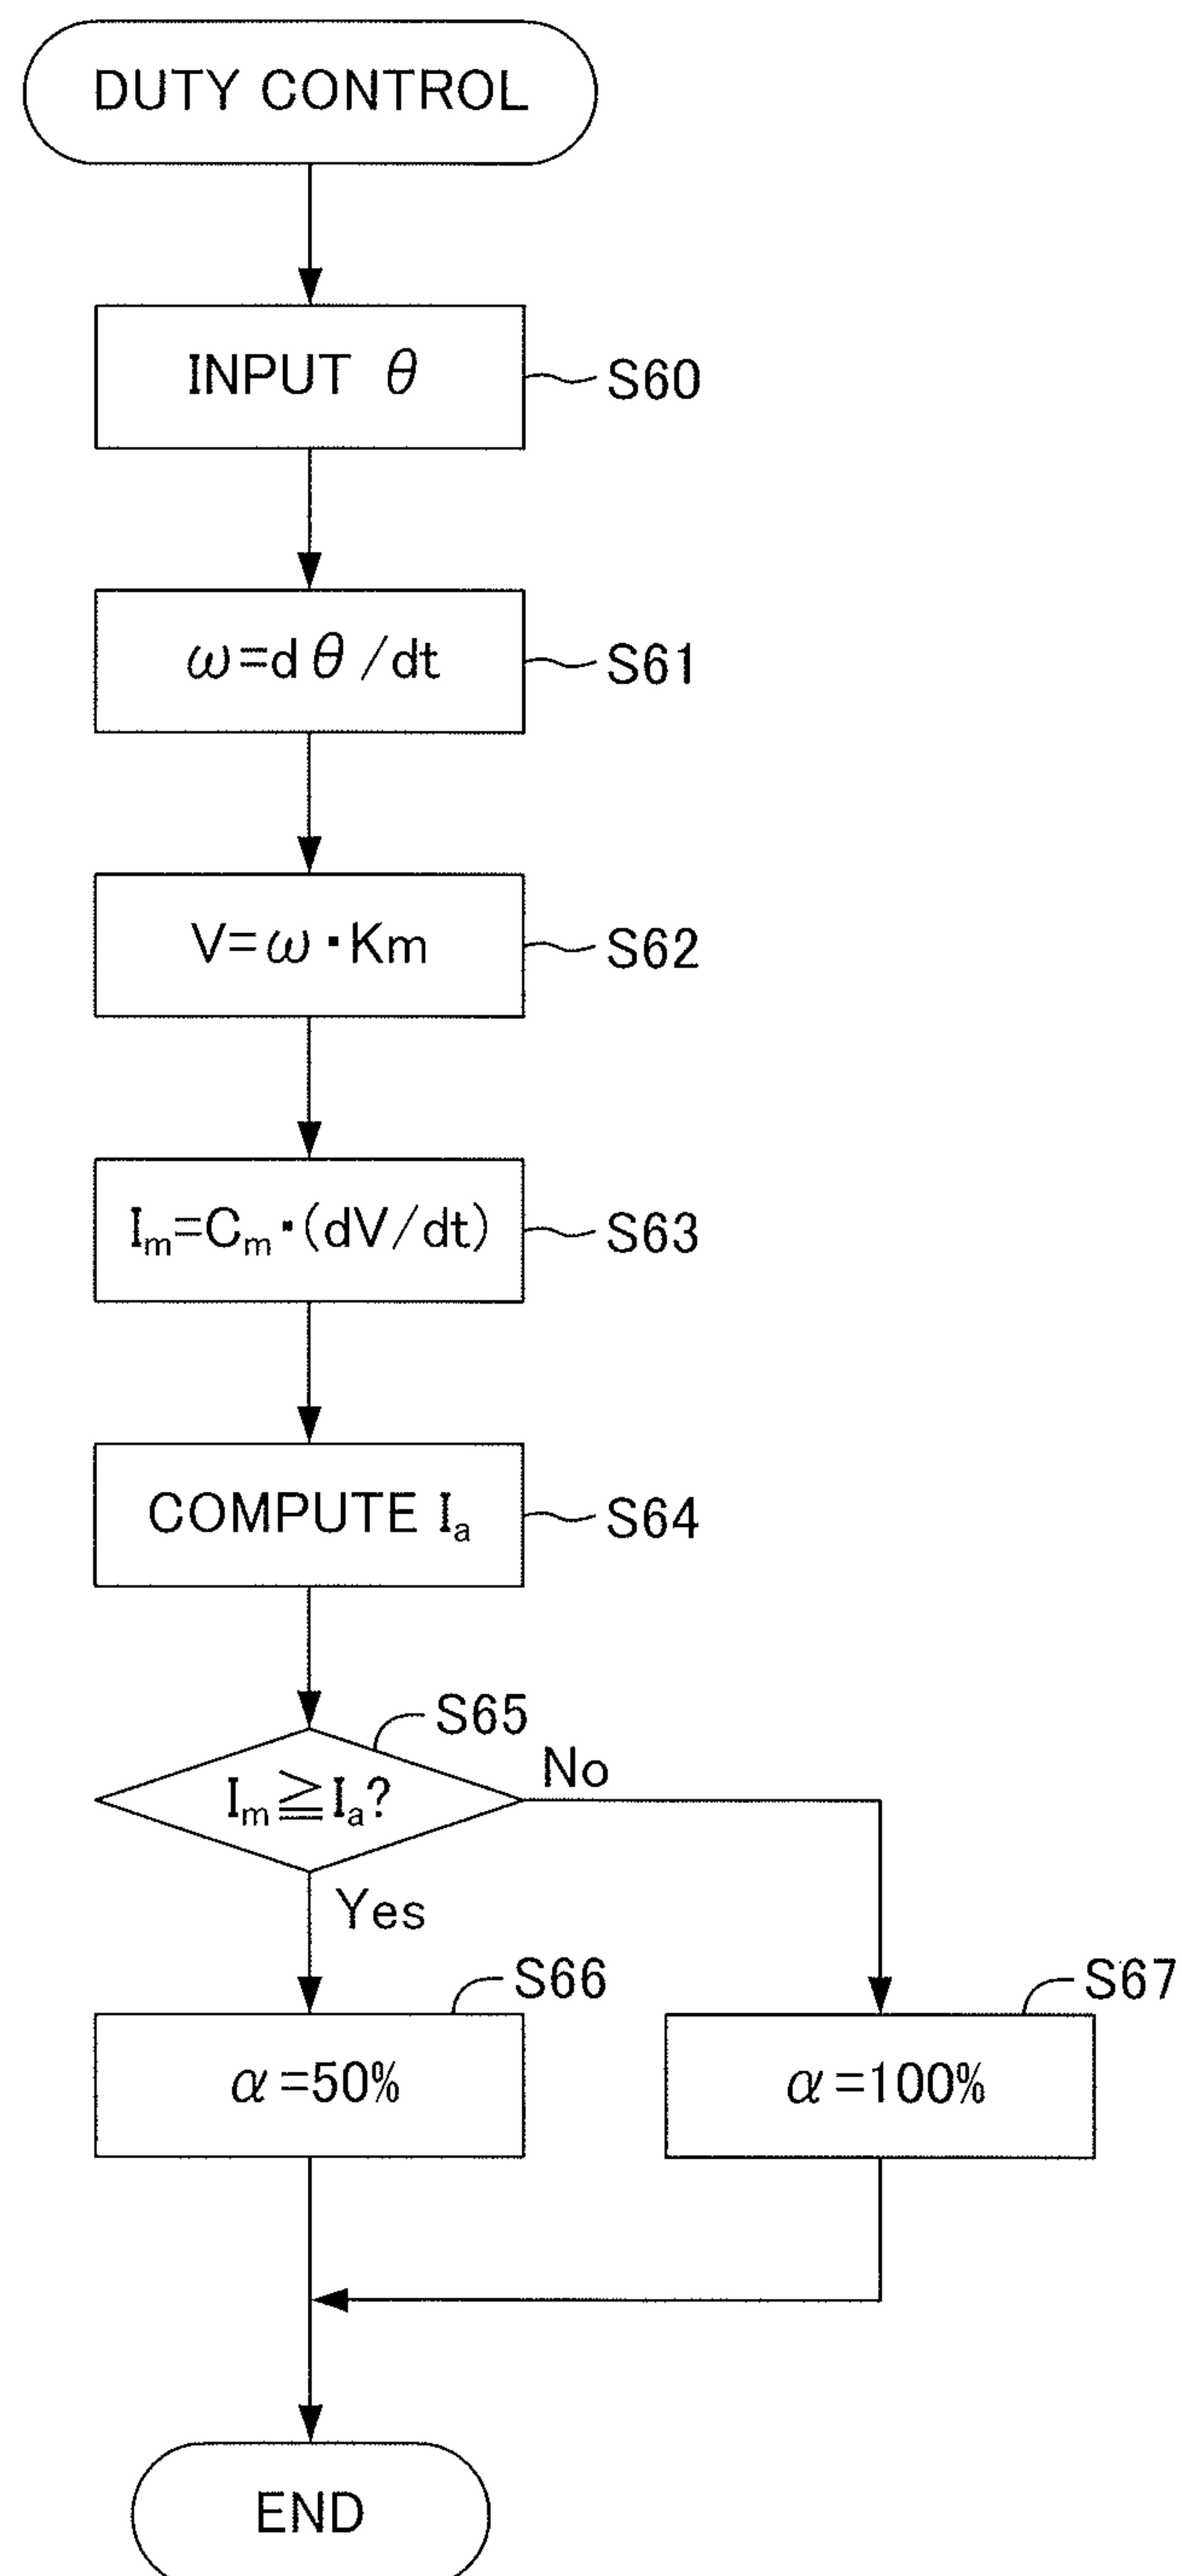 DUTY CONTROL
INPUT θ
S60
ω=dθ/dt
S61
V=ω・Km
S62
Im=Cm・(dV/dt)
S63
COMPUTE Ia
S64
S65
Im≧Ia?
No
Yes
S66
S67
α=50%
α=100%
END